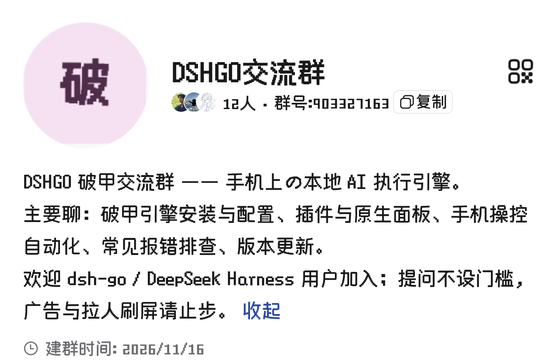 破
DSHGO交流群
12人·群号:903327163 复制
DSHGO 破甲交流群 —— 手机上の本地 AI 执行引擎。
主要聊：破甲引擎安装与配置、插件与原生面板、手机操控
自动化、常见报错排查、版本更新。
欢迎 dsh-go / DeepSeek Harness 用户加入；提问不设门槛，
广告与拉人刷屏请止步。 收起
建群时间: 2026/11/16